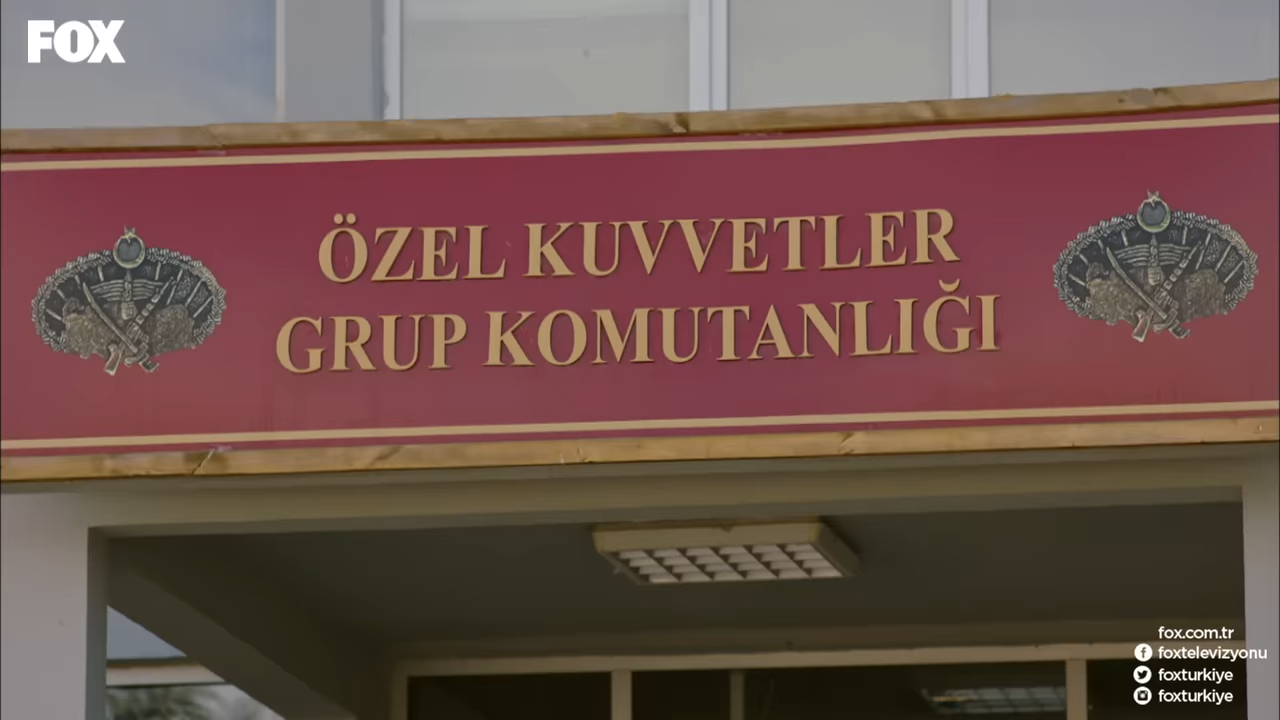 FOX
ÖZEL KUVVETLER
GRUP KOMUTANLIĞI
fox.com.tr
foxtelevizyonu
foxturkiye
foxturkiye